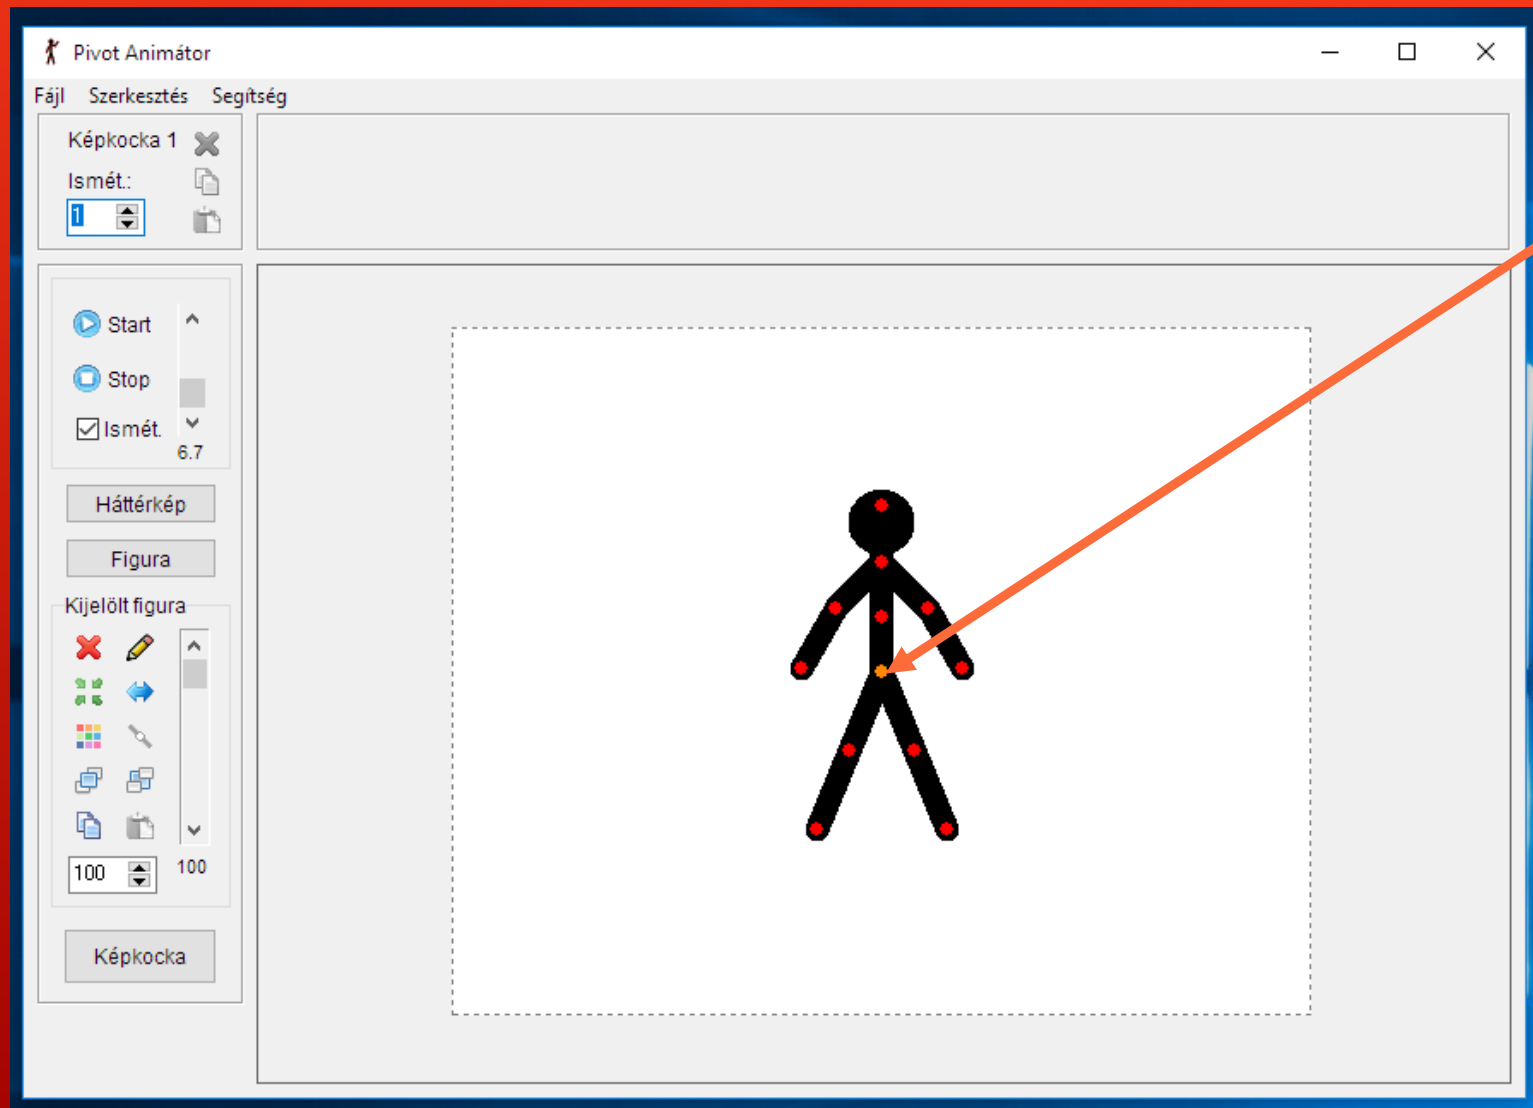 Pivot Animátor
Fájl Szerkesztés Segítség
Képkocka 1
Ismét.:
1
Start
Stop
Ismét.
6.7
Háttérkép
Figura
Kijelölt figura
100
100
Képkocka